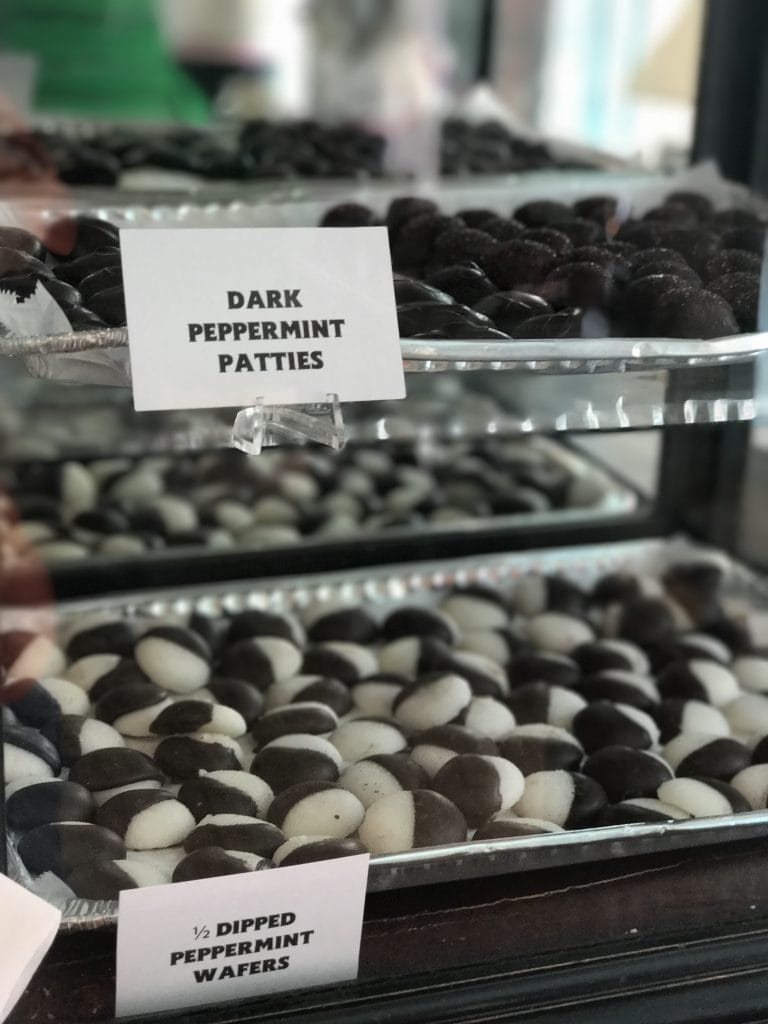 DARK
PEPPERMINT
PATTIES
½ DIPPED
PEPPERMINT
WAFERS